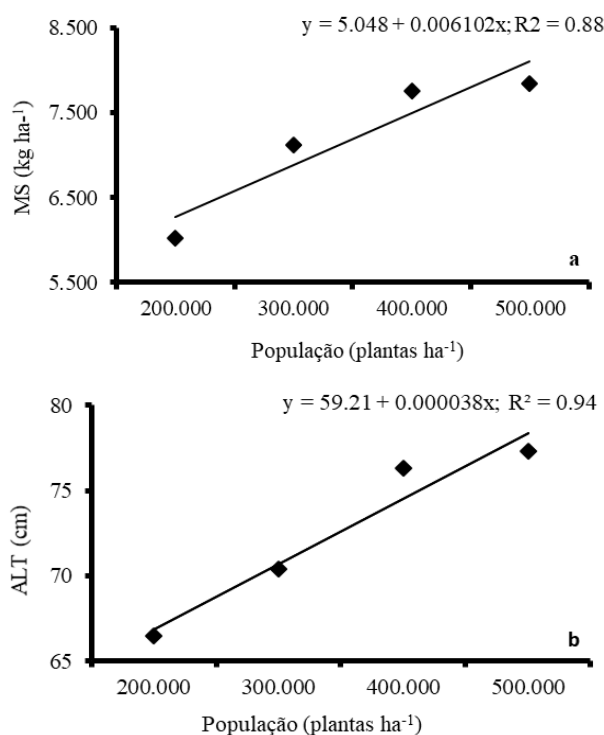 y = 5.048 + 0.006102x; R2 = 0.88
8.500
7.500
6.500
5.500
MS (kg ha-¹)
a
200.000 300.000 400.000 500.000
População (plantas ha⁻¹)
y = 59.21 + 0.000038x; R² = 0.94
80
75
70
65
ALT (cm)
b
200.000 300.000 400.000 500.000
População (plantas ha⁻¹)